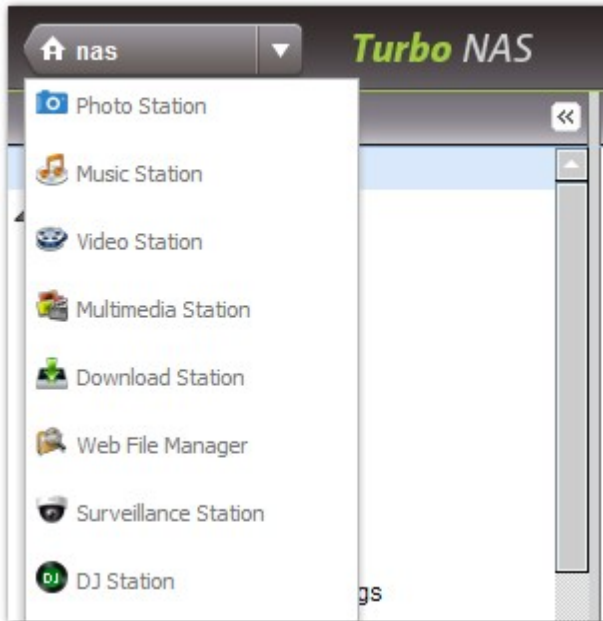 nas
Turbo NAS
Photo Station
Music Station
Video Station
Multimedia Station
Download Station
Web File Manager
Surveillance Station
DJ Station
gs